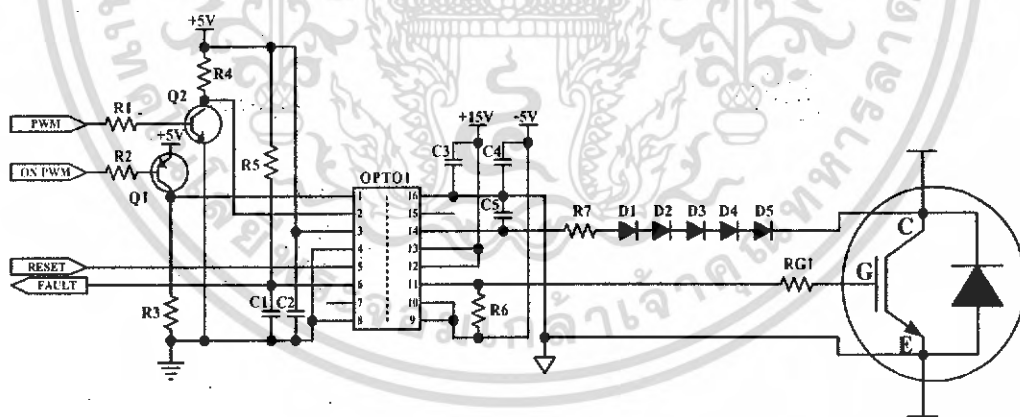 +5V
R4
Q2
R1
PWM
+5V
R2
ON PWM
Q1
R5
R3
RESET
FAULT
C1
C2
OPTO1
1
2
3
4
5
6
7
8
16
15
14
13
12
11
10
9
+15V
-5V
C3
C4
C5
R7
D1
D2
D3
D4
D5
R6
RG1
C
G
E